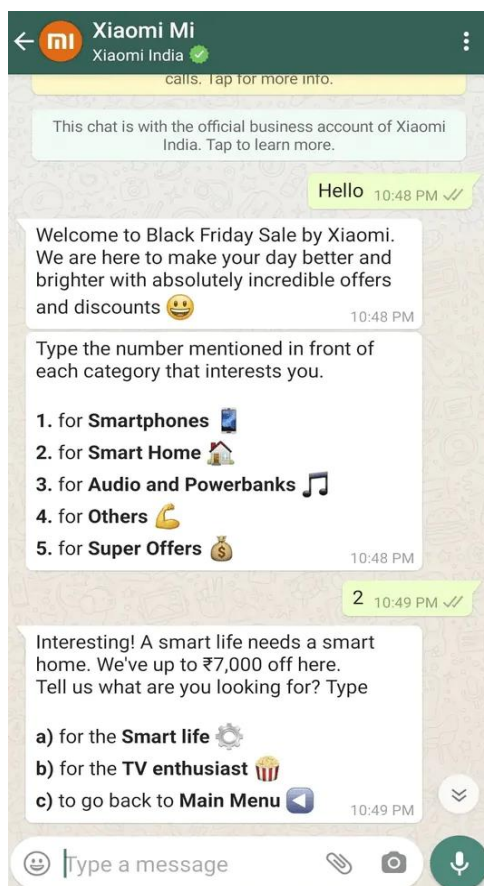 Xiaomi Mi
Xiaomi India
calls. Tap for more info.
This chat is with the official business account of Xiaomi
India. Tap to learn more.
Hello 10:48 PM
Welcome to Black Friday Sale by Xiaomi.
We are here to make your day better and
brighter with absolutely incredible offers
and discounts 😃
10:48 PM
Type the number mentioned in front of
each category that interests you.
1. for Smartphones 📱
2. for Smart Home 🏠
3. for Audio and Powerbanks 🎵
4. for Others 💪
5. for Super Offers 💰
10:48 PM
2 10:49 PM
Interesting! A smart life needs a smart
home. We've up to ₹7,000 off here.
Tell us what are you looking for? Type
a) for the Smart life ⚙️
b) for the TV enthusiast 🍿
c) to go back to Main Menu ◀️
10:49 PM
Type a message